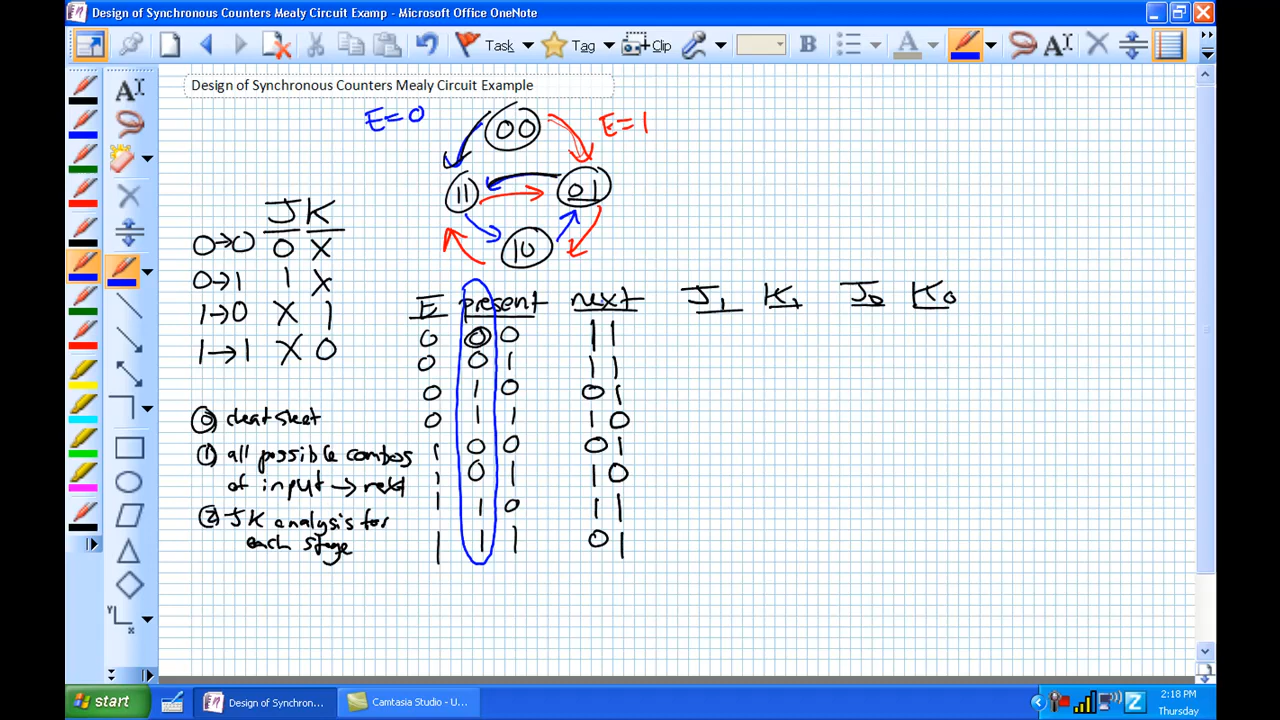 Design of Synchronous Counters Mealy Circuit Examp - Microsoft Office OneNote
Task Tag Clip B A A
Design of Synchronous Counters Mealy Circuit Example
E=0 00 E=1
11 01
10
J K
0→0 0 X
0→1 1 X
1→0 X 1
1→1 X 0
E present next J1 K1 J0 K0
0 0 0 1 1
0 0 1 1 1
0 1 0 0 1
0 1 1 1 0
1 0 0 0 1
1 0 1 1 0
1 1 0 1 1
1 1 1 0 1
⓪ cheat sheet
① all possible combos
of input → next
② JK analysis for
each stage
start Design of Synchron... Camtasia Studio - U... 2:18 PM
Thursday